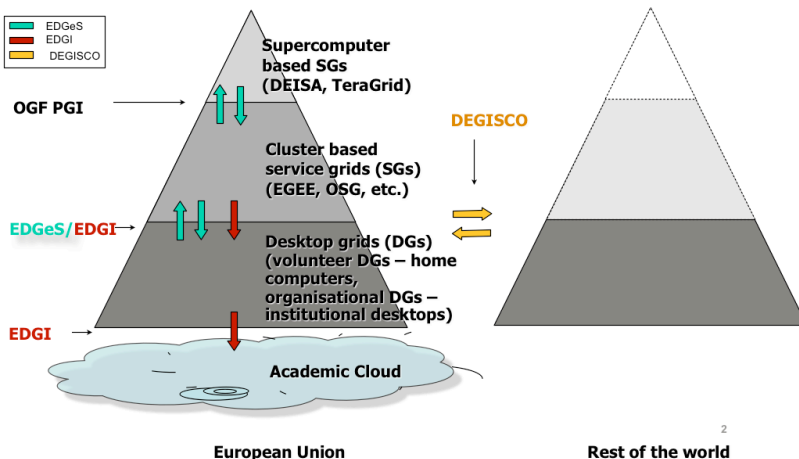 EDGeS
EDGI
DEGISCO
Supercomputer
based SGs
(DEISA, TeraGrid)
OGF PGI
DEGISCO
Cluster based
service grids (SGs)
(EGEE, OSG, etc.)
EDGeS/EDGI
Desktop grids (DGs)
(volunteer DGs – home
computers,
organisational DGs –
institutional desktops)
EDGI
Academic Cloud
2
European Union
Rest of the world